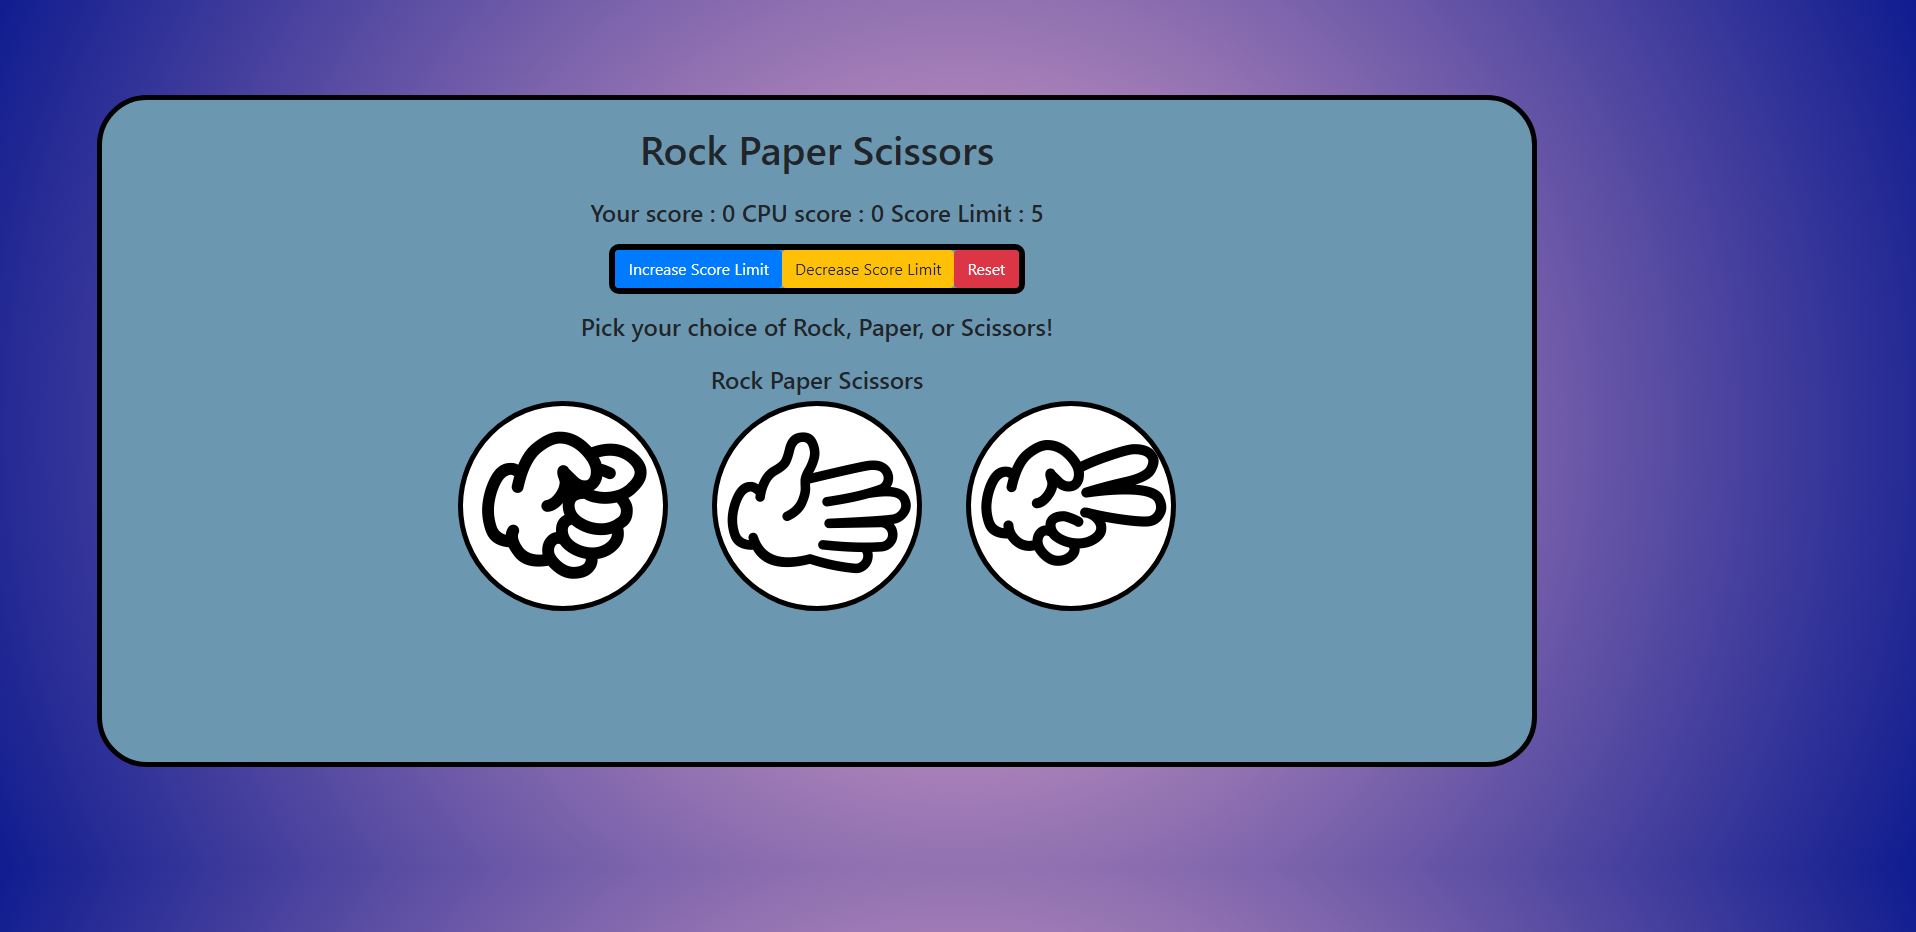 Rock Paper Scissors
Your score : 0 CPU score : 0 Score Limit : 5
Increase Score Limit Decrease Score Limit Reset
Pick your choice of Rock, Paper, or Scissors!
Rock Paper Scissors